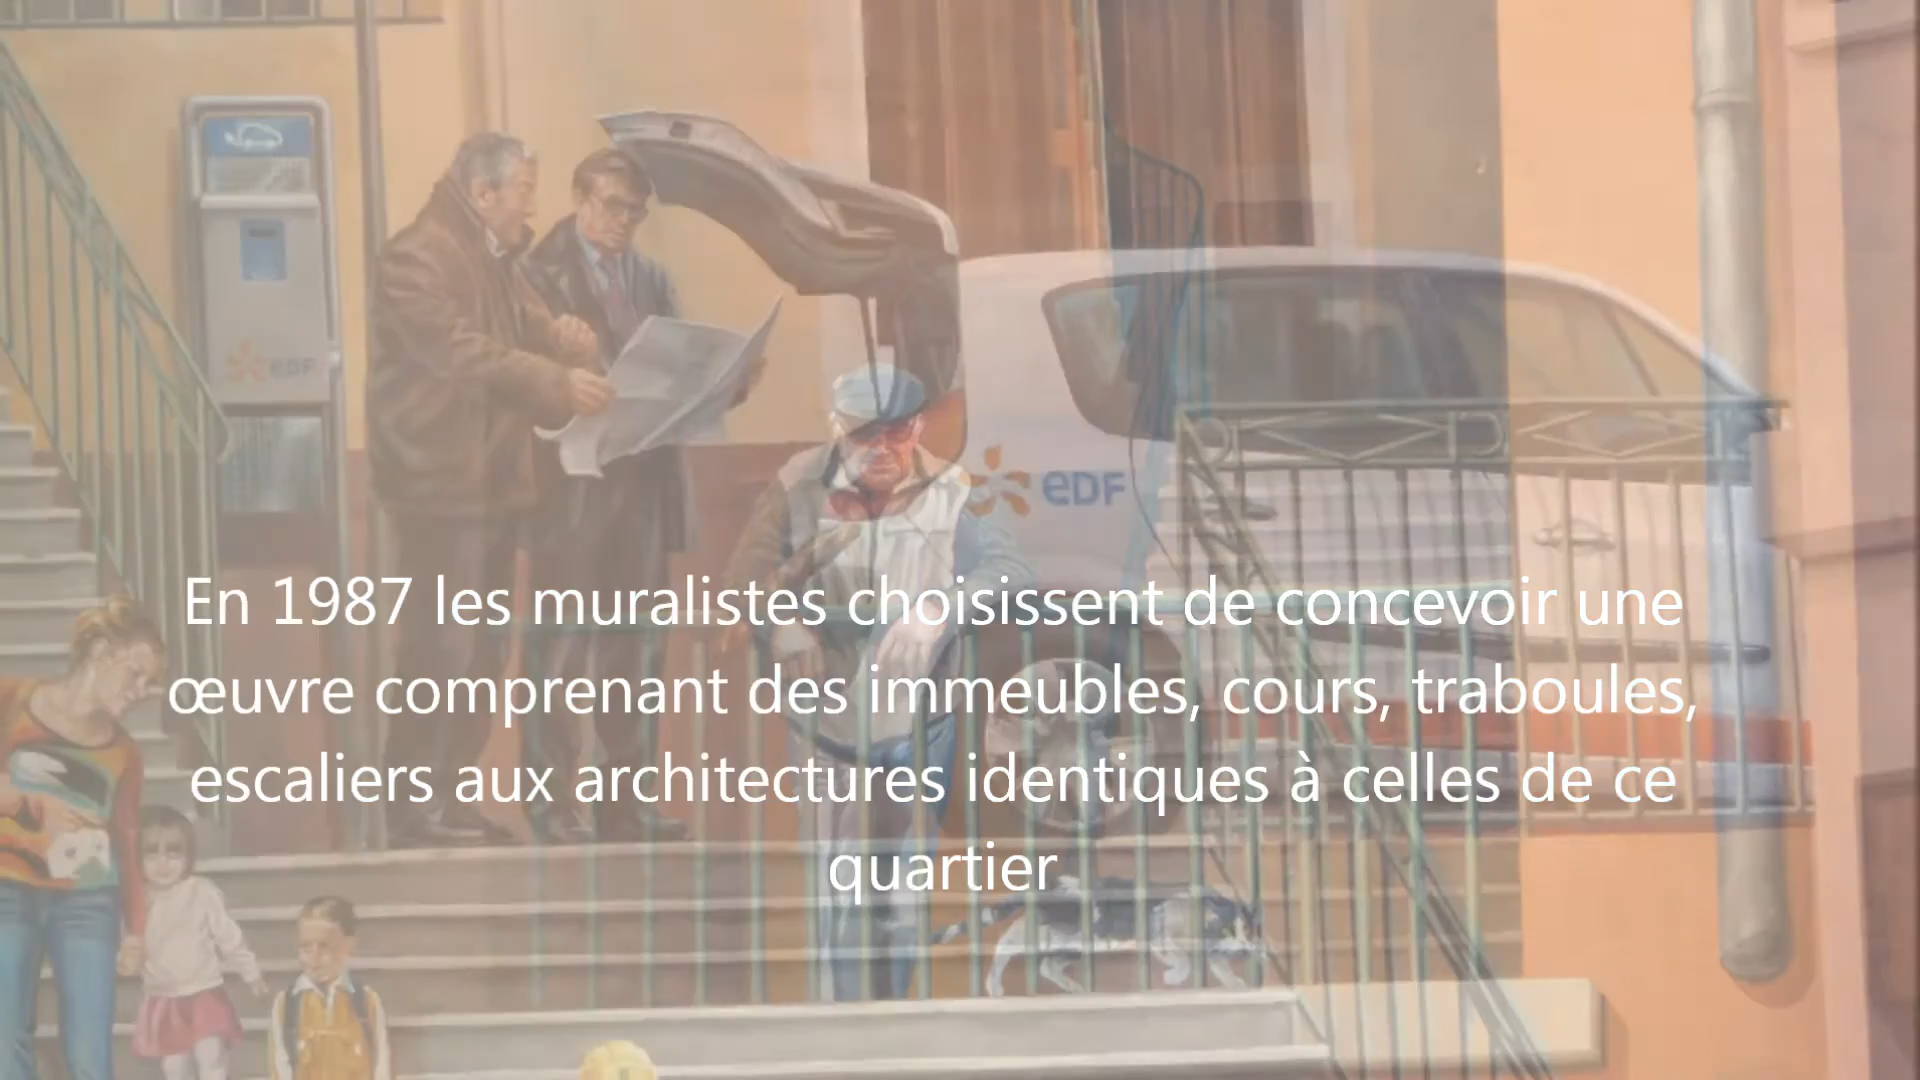 edf
edf
En 1987 les muralistes choisissent de concevoir une
œuvre comprenant des immeubles, cours, traboules,
escaliers aux architectures identiques à celles de ce
quartier